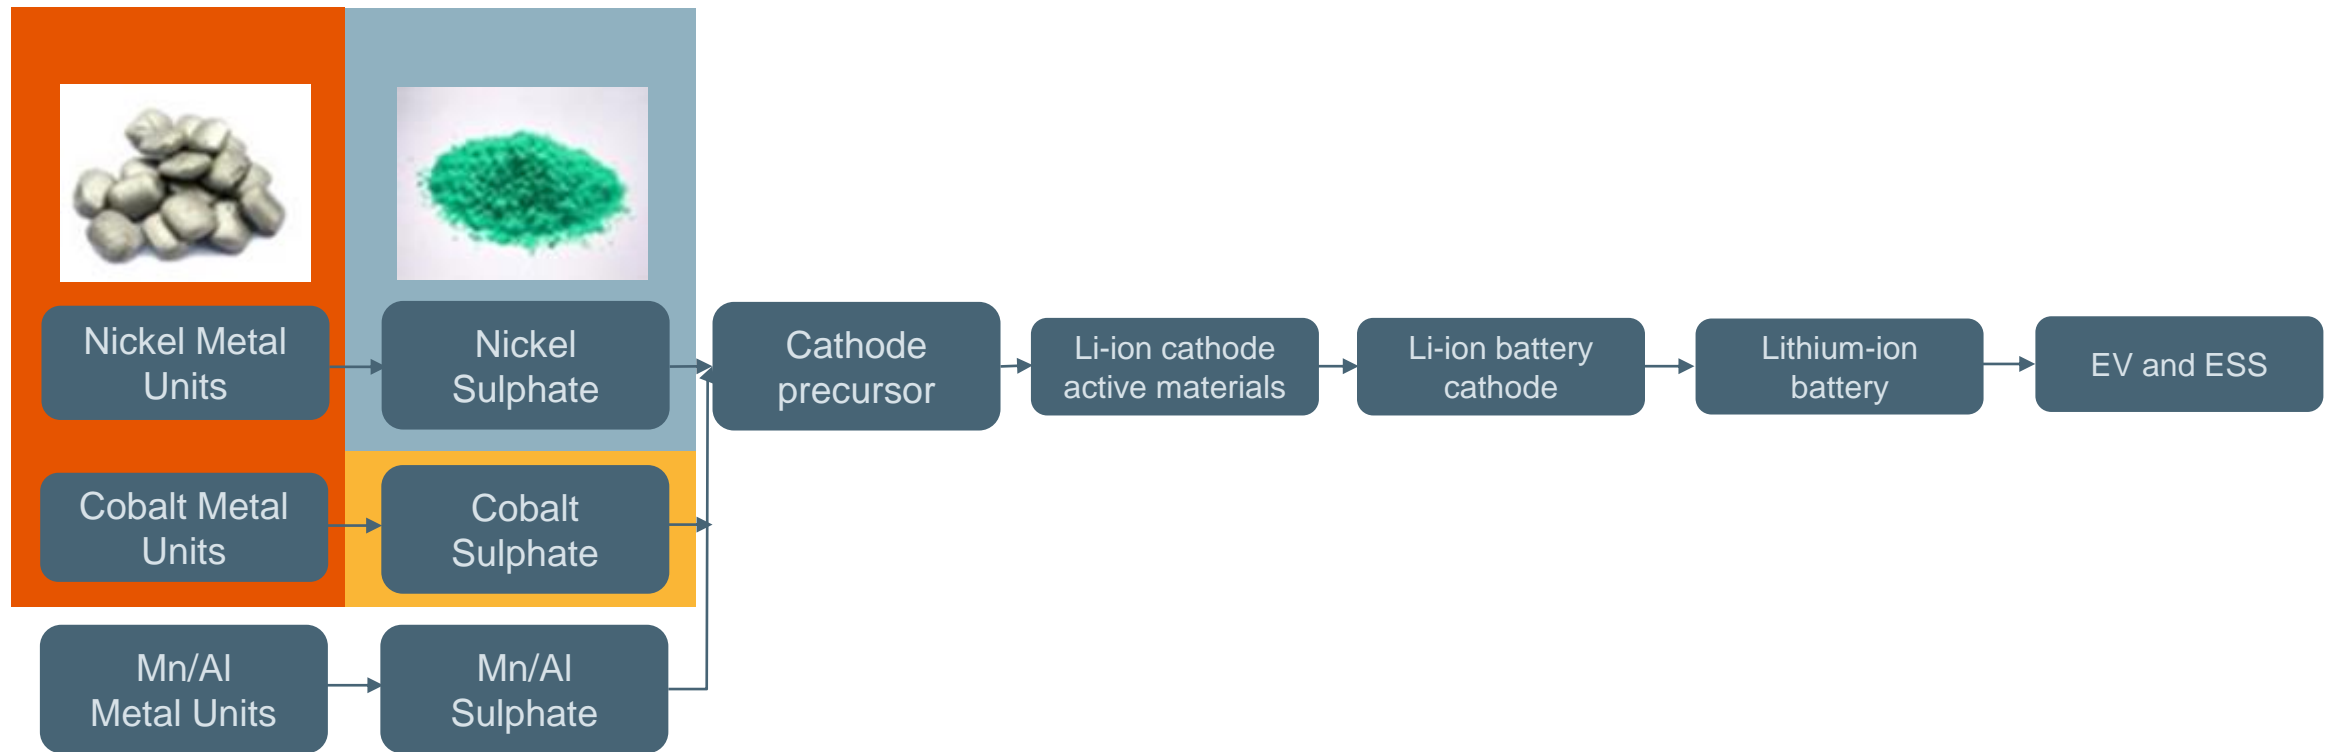 Nickel Metal
Units
Nickel
Sulphate
Cathode
precursor
Li-ion cathode
active materials
Li-ion battery
cathode
Lithium-ion
battery
EV and ESS
Cobalt Metal
Units
Cobalt
Sulphate
Mn/Al
Metal Units
Mn/Al
Sulphate